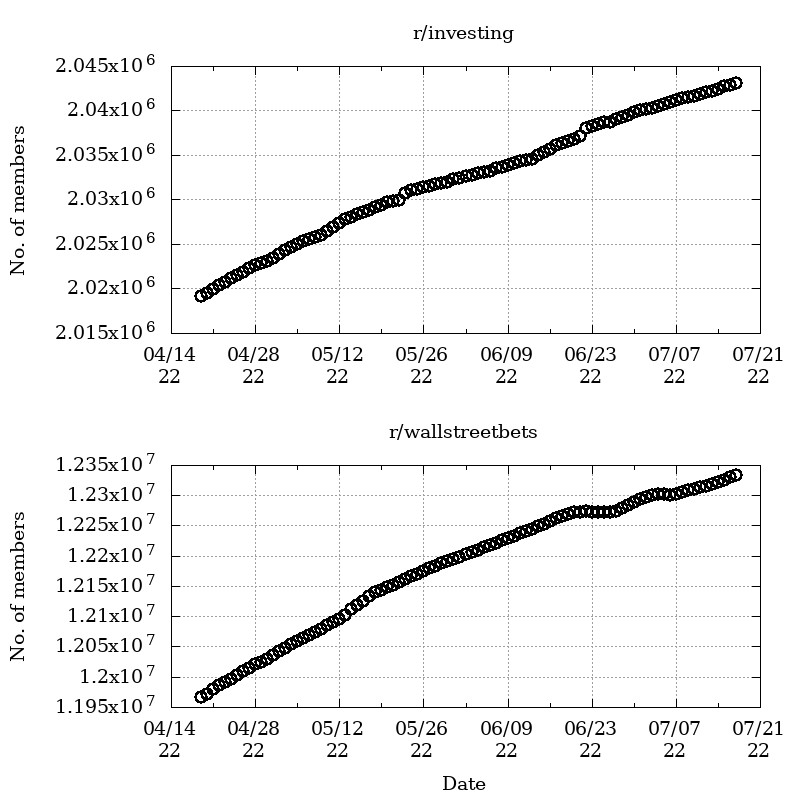 r/investing
2.045x10^6
2.04x10^6
2.035x10^6
2.03x10^6
2.025x10^6
2.02x10^6
2.015x10^6
No. of members
04/14 04/28 05/12 05/26 06/09 06/23 07/07 07/21
22 22 22 22 22 22 22 22
r/wallstreetbets
1.235x10^7
1.23x10^7
1.225x10^7
1.22x10^7
1.215x10^7
1.21x10^7
1.205x10^7
1.2x10^7
1.195x10^7
No. of members
04/14 04/28 05/12 05/26 06/09 06/23 07/07 07/21
22 22 22 22 22 22 22 22
Date